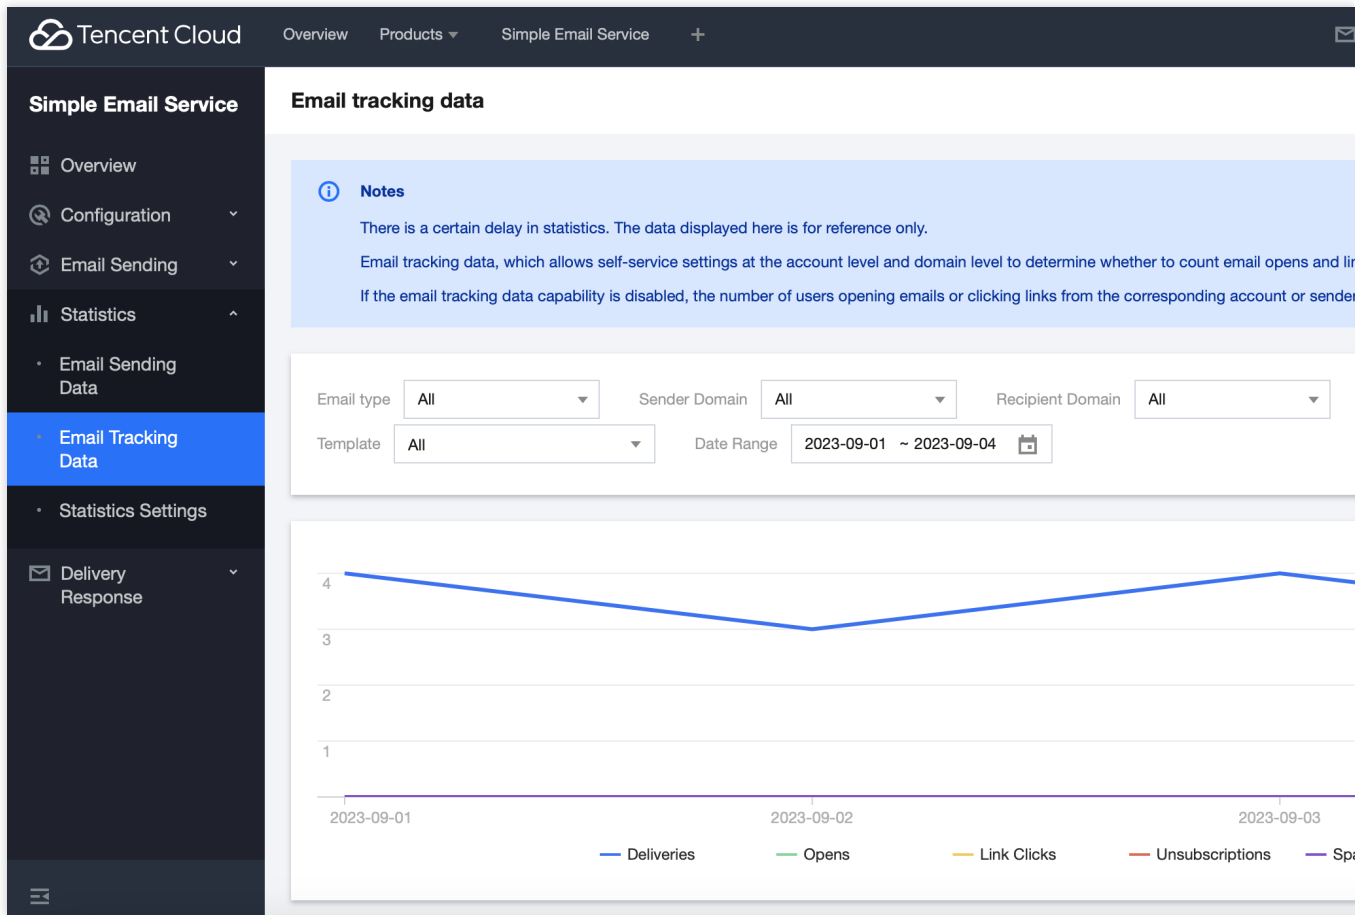 Tencent Cloud
Overview
Products
Simple Email Service
+
Simple Email Service
Overview
Configuration
Email Sending
Statistics
Email Sending
Data
Email Tracking
Data
Statistics Settings
Delivery
Response
Email tracking data
Notes
There is a certain delay in statistics. The data displayed here is for reference only.
Email tracking data, which allows self-service settings at the account level and domain level to determine whether to count email opens and
If the email tracking data capability is disabled, the number of users opening emails or clicking links from the corresponding account or sender
Email type All
Sender Domain All
Recipient Domain All
Template All
Date Range 2023-09-01 ~ 2023-09-04
4
3
2
1
2023-09-01
2023-09-02
2023-09-03
Deliveries
Opens
Link Clicks
Unsubscriptions